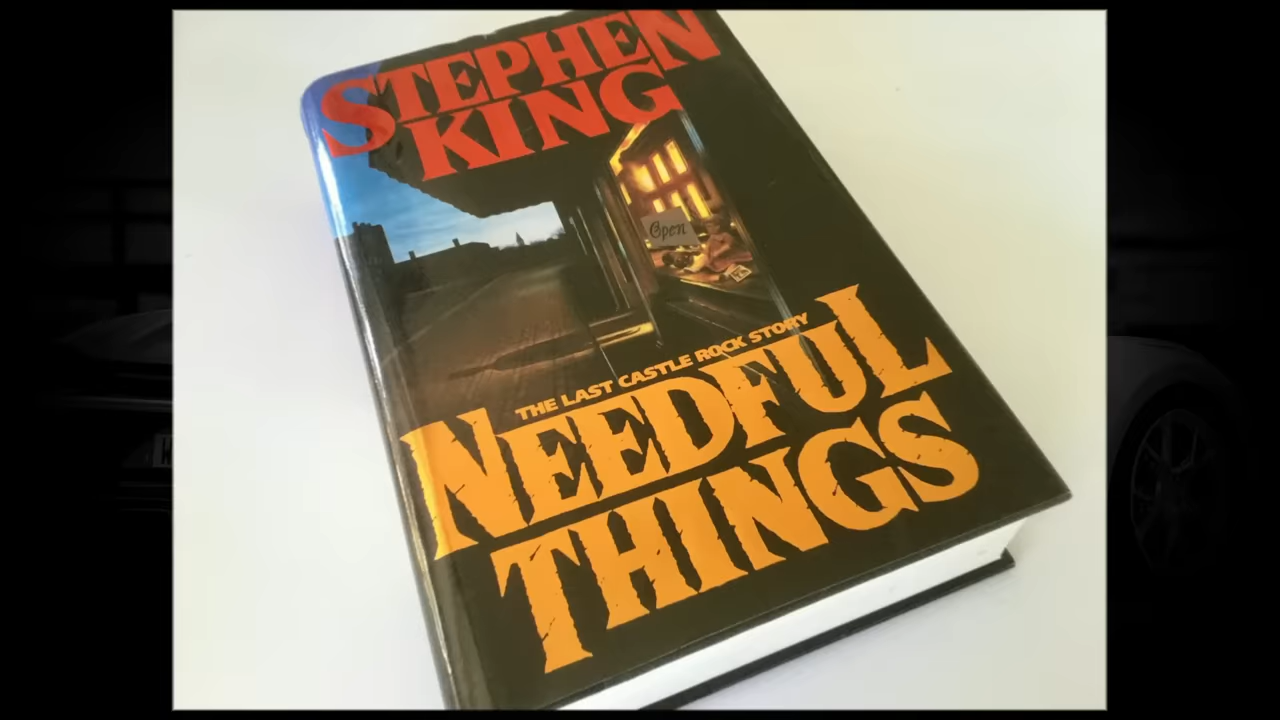 STEPHEN
KING
Open
THE LAST CASTLE ROCK STORY
NEEDFUL
THINGS